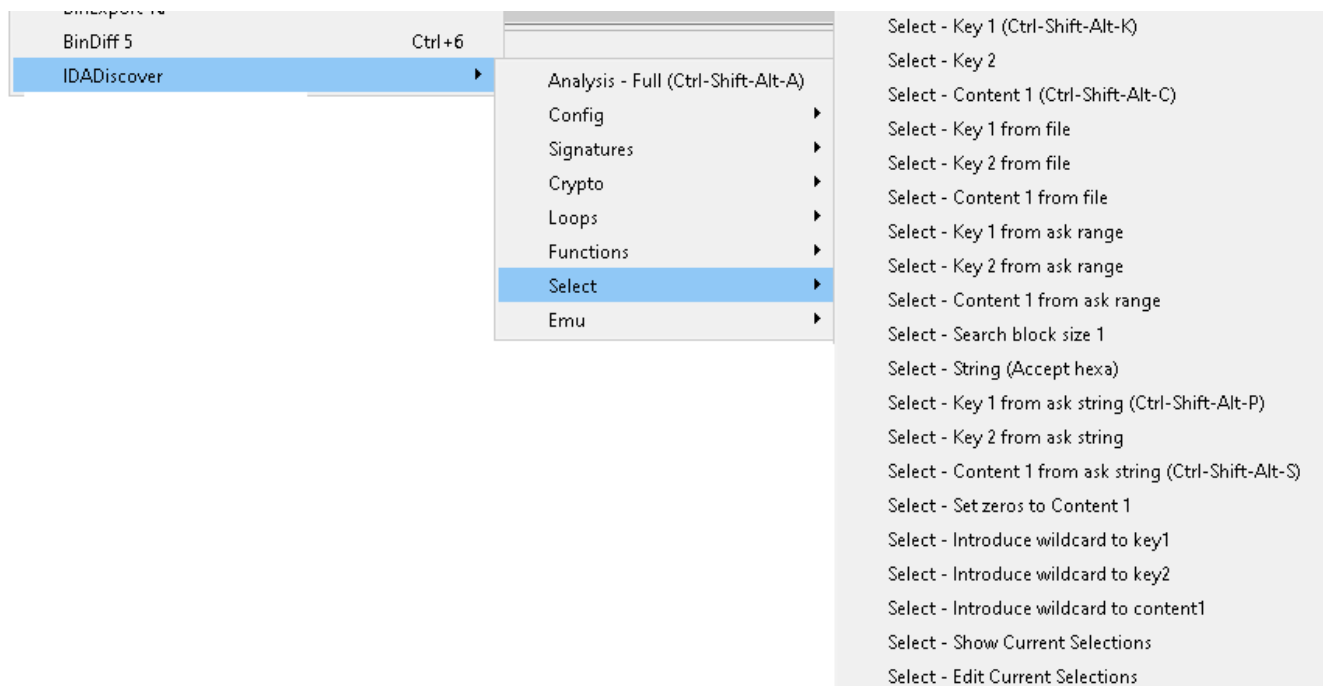 BinDiff 5 Ctrl+6
IDADiscover
Analysis - Full (Ctrl-Shift-Alt-A)
Config
Signatures
Crypto
Loops
Functions
Select
Emu
Select - Key 1 (Ctrl-Shift-Alt-K)
Select - Key 2
Select - Content 1 (Ctrl-Shift-Alt-C)
Select - Key 1 from file
Select - Key 2 from file
Select - Content 1 from file
Select - Key 1 from ask range
Select - Key 2 from ask range
Select - Content 1 from ask range
Select - Search block size 1
Select - String (Accept hexa)
Select - Key 1 from ask string (Ctrl-Shift-Alt-P)
Select - Key 2 from ask string
Select - Content 1 from ask string (Ctrl-Shift-Alt-S)
Select - Set zeros to Content 1
Select - Introduce wildcard to key1
Select - Introduce wildcard to key2
Select - Introduce wildcard to content1
Select - Show Current Selections
Select - Edit Current Selections